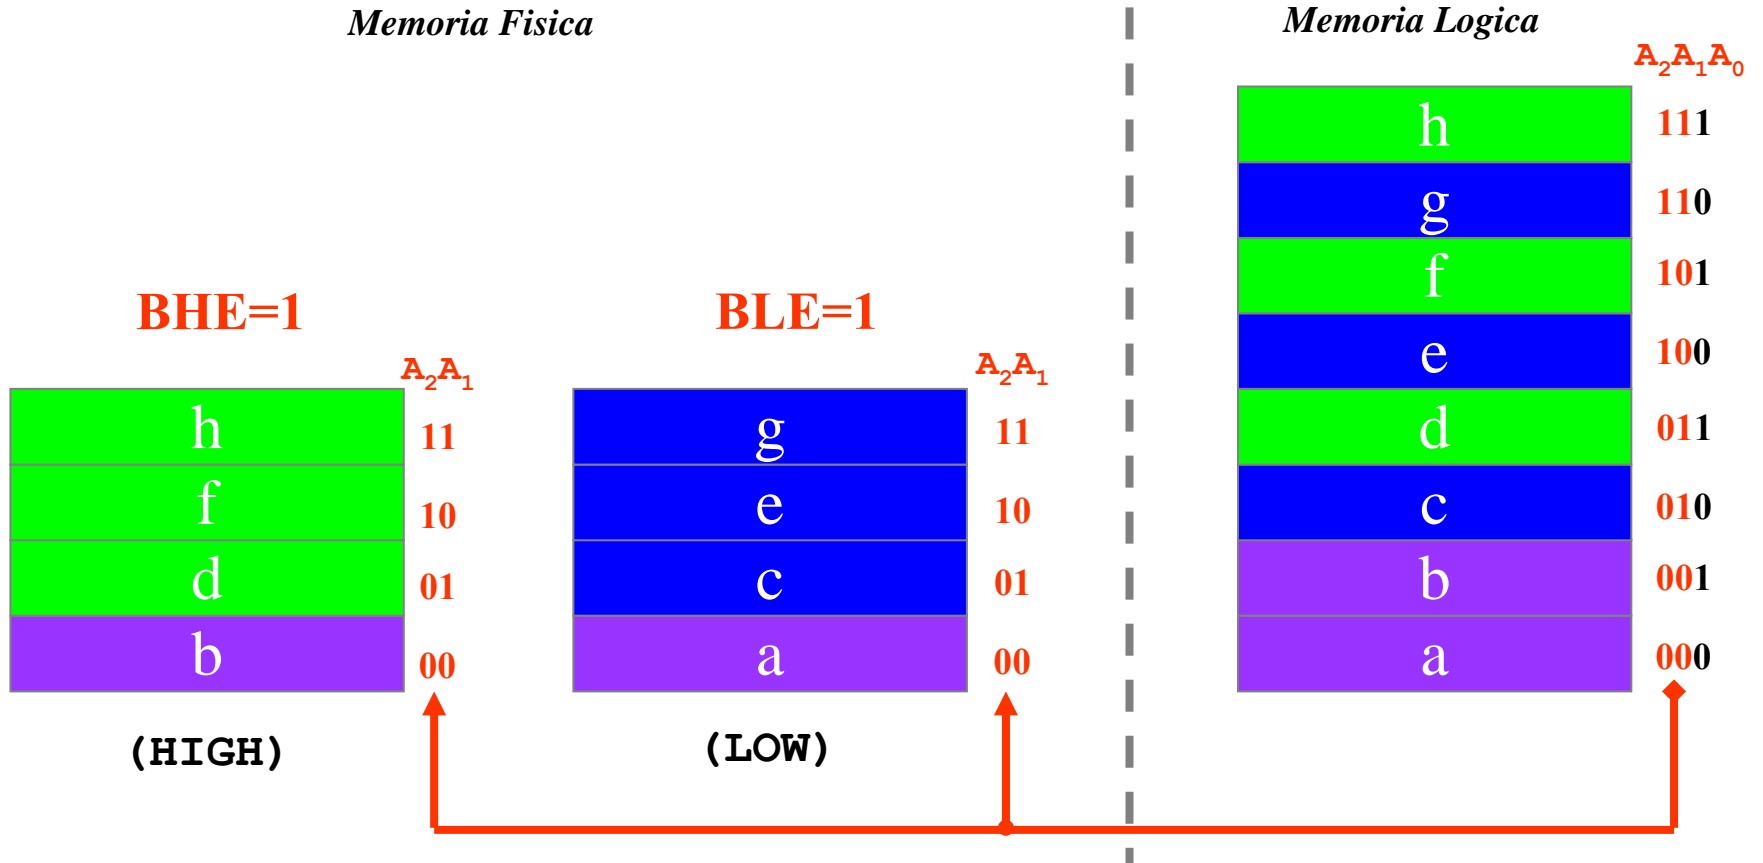 Memoria Fisica
BHE=1
A2A1
h 11
f 10
d 01
b 00
(HIGH)
BLE=1
A2A1
g 11
e 10
c 01
a 00
(LOW)
Memoria Logica
A2A1A0
h 111
g 110
f 101
e 100
d 011
c 010
b 001
a 000